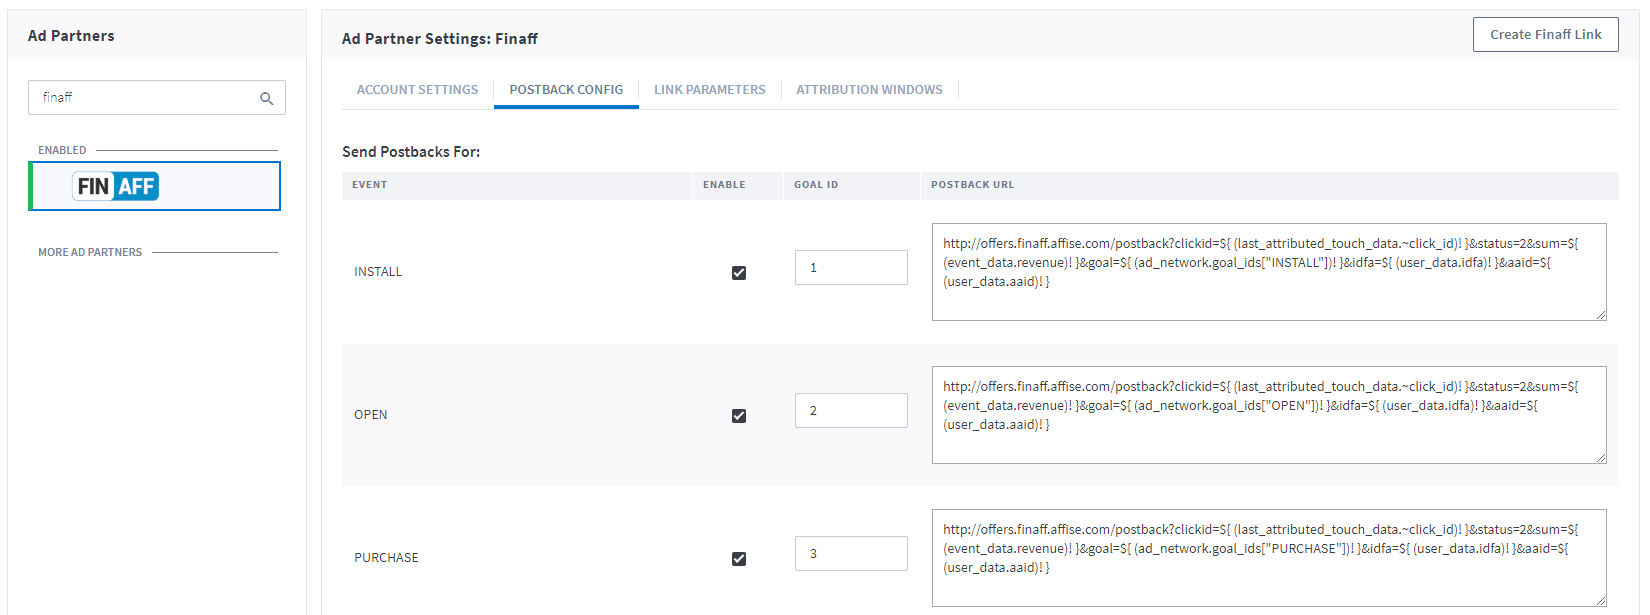 Ad Partners
finaff
ENABLED
FIN AFF
MORE AD PARTNERS
Ad Partner Settings: Finaff
Create Finaff Link
ACCOUNT SETTINGS
POSTBACK CONFIG
LINK PARAMETERS
ATTRIBUTION WINDOWS
Send Postbacks For:
EVENT ENABLE GOAL ID POSTBACK URL
INSTALL
1
http://offers.finaff.affise.com/postback?clickid=${ (last_attributed_touch_data.~click_id)! }&status=2&sum=${
(event_data.revenue)! }&goal=${ (ad_network.goal_ids["INSTALL"])! }&idfa=${ (user_data.idfa)! }&aaid=${
(user_data.aaid)! }
OPEN
2
http://offers.finaff.affise.com/postback?clickid=${ (last_attributed_touch_data.~click_id)! }&status=2&sum=${
(event_data.revenue)! }&goal=${ (ad_network.goal_ids["OPEN"])! }&idfa=${ (user_data.idfa)! }&aaid=${
(user_data.aaid)! }
PURCHASE
3
http://offers.finaff.affise.com/postback?clickid=${ (last_attributed_touch_data.~click_id)! }&status=2&sum=${
(event_data.revenue)! }&goal=${ (ad_network.goal_ids["PURCHASE"])! }&idfa=${ (user_data.idfa)! }&aaid=${
(user_data.aaid)! }